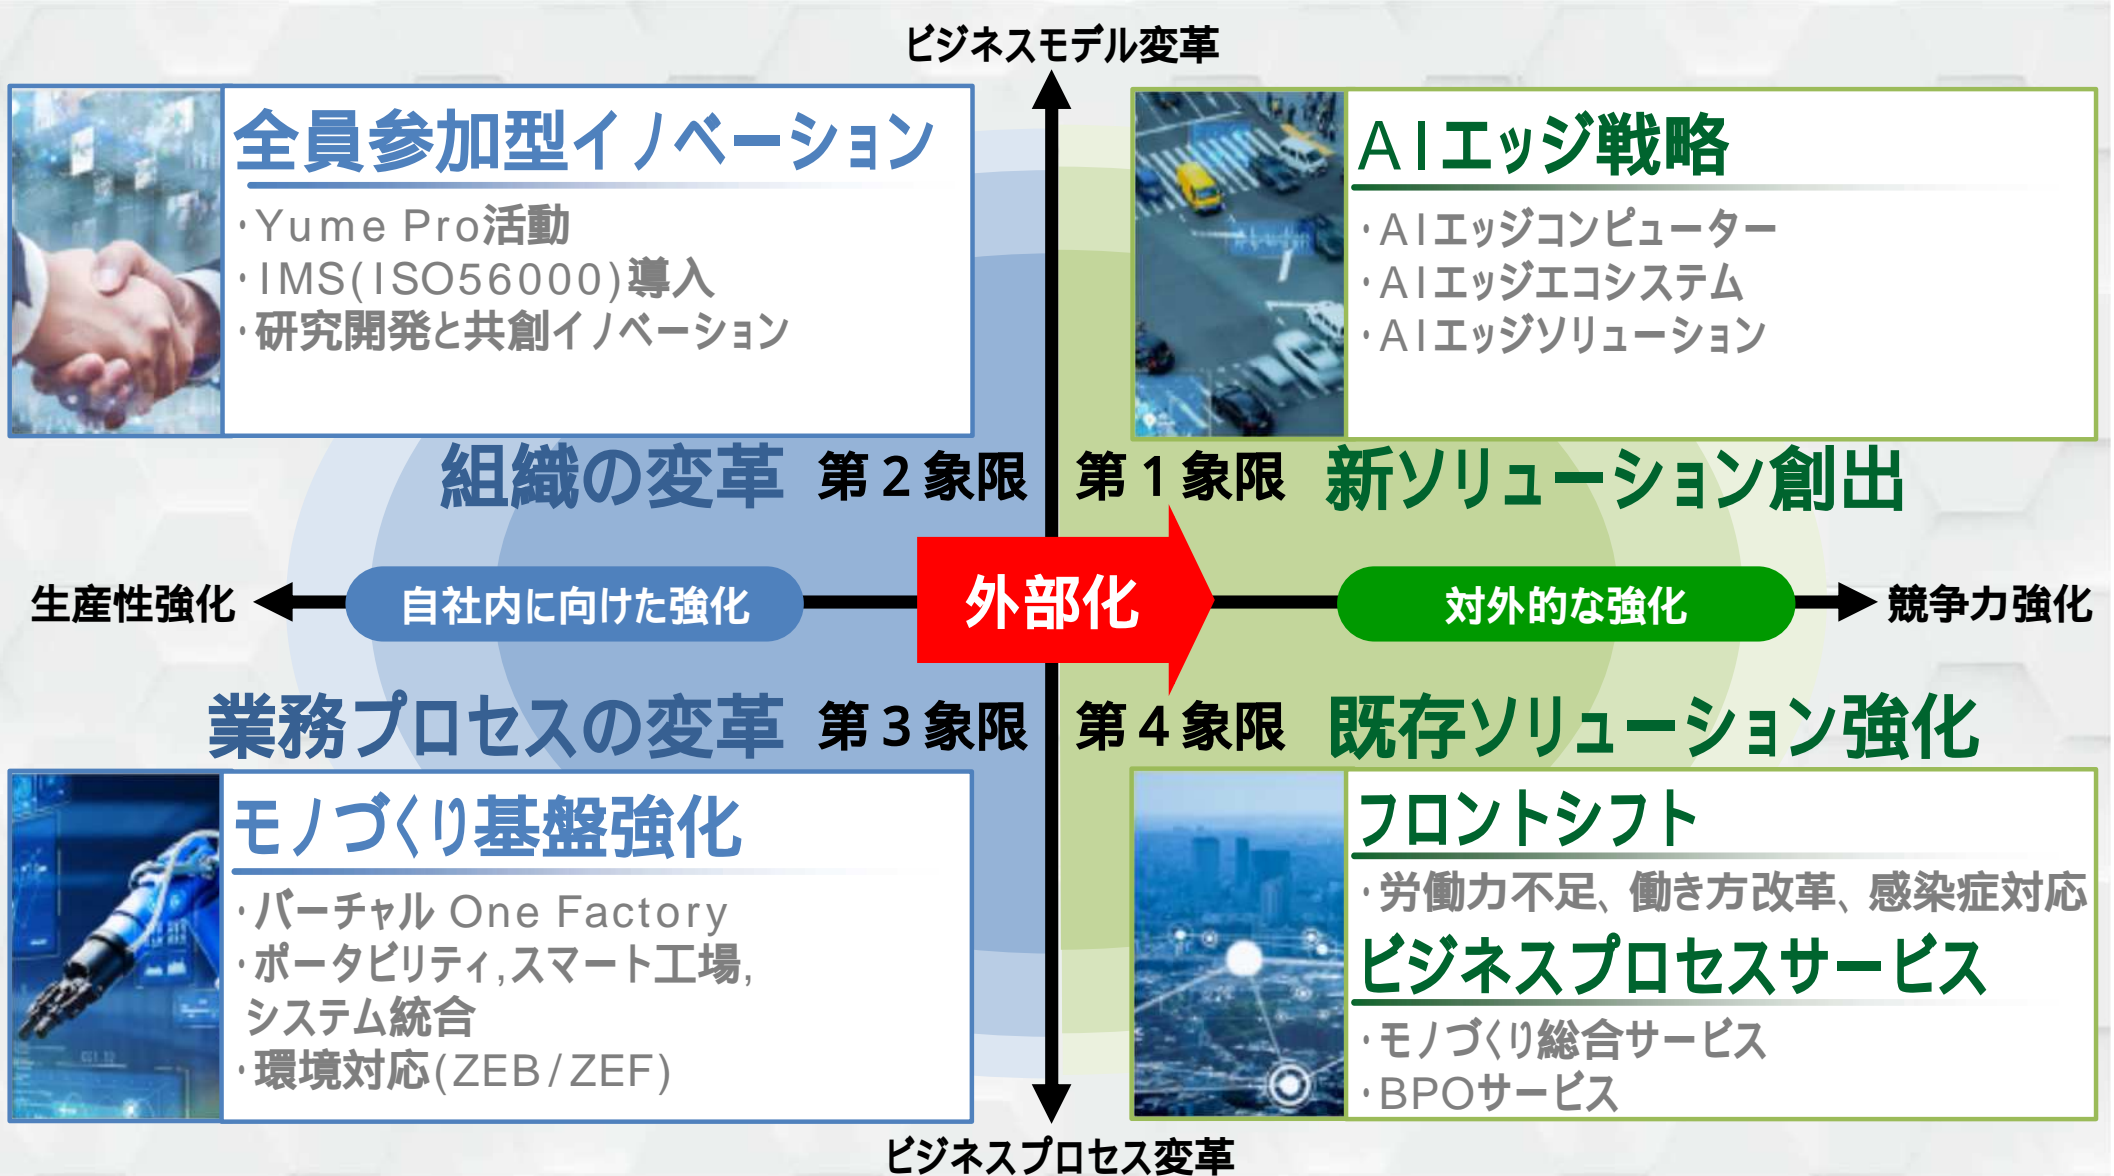 ビジネスモデル変革
全員参加型イノベーション
・Yume Pro活動
・IMS(ISO56000)導入
・研究開発と共創イノベーション
AIエッジ戦略
・AIエッジコンピューター
・AIエッジエコシステム
・AIエッジソリューション
組織の変革 第2象限
第1象限 新ソリューション創出
生産性強化
自社内に向けた強化
外部化
対外的な強化
競争力強化
業務プロセスの変革 第3象限
第4象限 既存ソリューション強化
モノづくり基盤強化
・バーチャル One Factory
・ポータビリティ,スマート工場,
システム統合
・環境対応(ZEB/ZEF)
フロントシフト
・労働力不足、働き方改革、感染症対応
ビジネスプロセスサービス
・モノづくり総合サービス
・BPOサービス
ビジネスプロセス変革